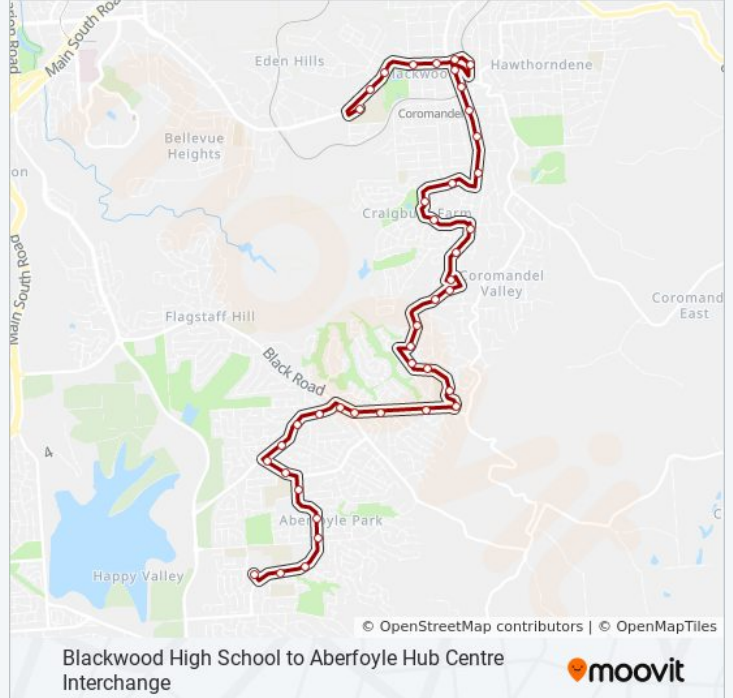 Main South Road
Eden Hills
Blackwood
Hawthorndene
Coromandel
Bellevue
Heights
Craigburn Farm
Main South Road
Coromandel
Valley
Coromand
East
Flagstaff Hill
Black Road
4
Aberfoyle Park
Happy Valley
© OpenStreetMap contributors | © OpenMapTiles
Blackwood High School to Aberfoyle Hub Centre
Interchange
moovit